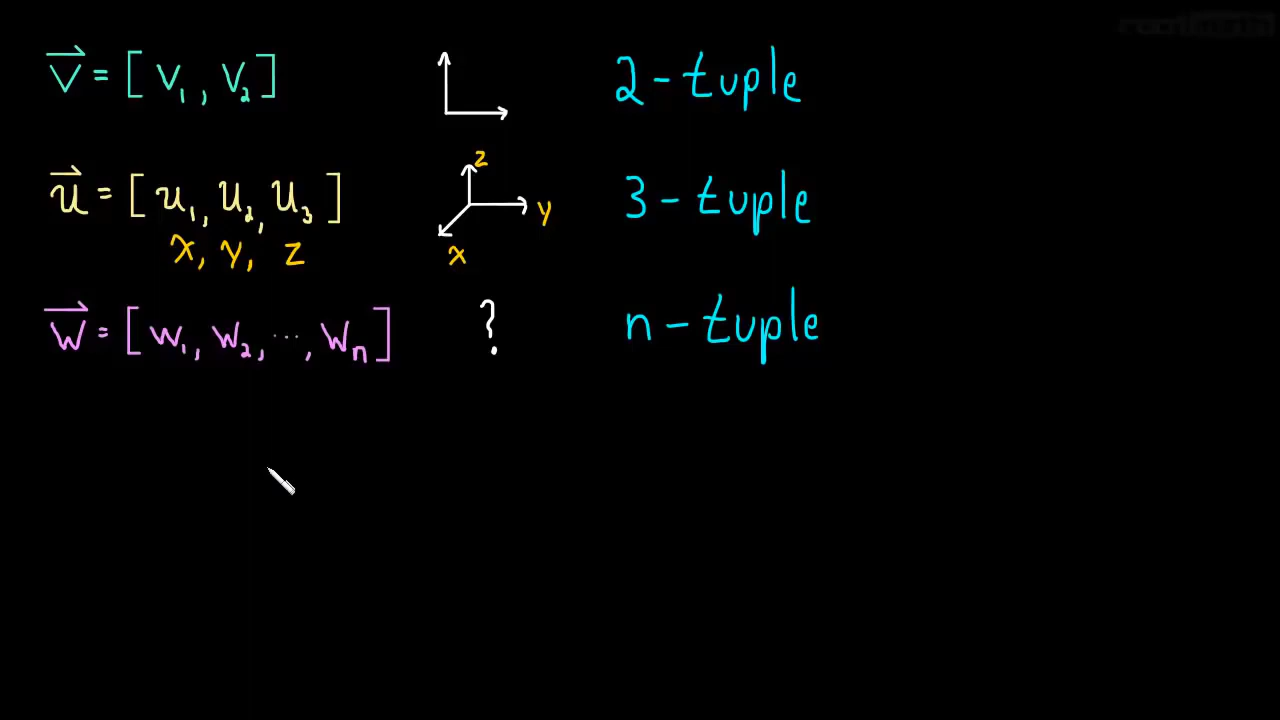 v⃗ = [ v₁, v₂ ] 2-tuple
z
u⃗ = [ u₁, u₂, u₃ ] y 3-tuple
x, y, z x
w⃗ = [ w₁, w₂, ..., wₙ ] ? n-tuple